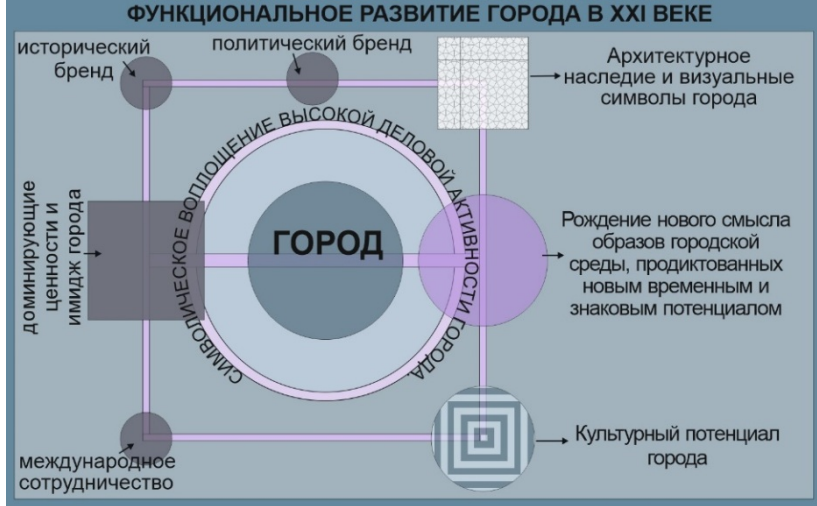 ФУНКЦИОНАЛЬНОЕ РАЗВИТИЕ ГОРОДА В XXI ВЕКЕ
исторический
бренд
политический бренд
Архитектурное
наследие и визуальные
символы города
СИМВОЛИЧЕСКОЕ ВОПЛОЩЕНИЕ ВЫСОКОЙ ДЕЛОВОЙ АКТИВНОСТИ ГОРОДА
доминирующие
ценности и
имидж города
ГОРОД
Рождение нового смысла
образов городской
среды, продиктованных
новым временным и
знаковым потенциалом
международное
сотрудничество
Культурный потенциал
города